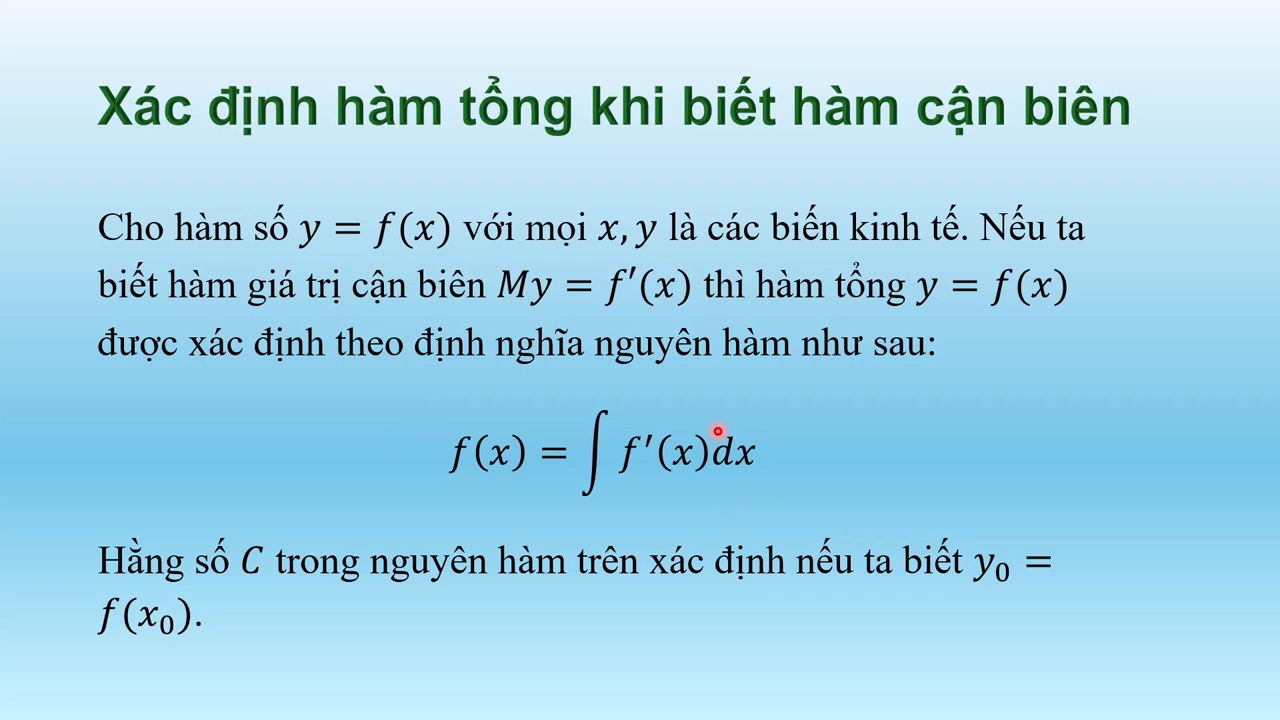 Xác định hàm tổng khi biết hàm cận biên
Cho hàm số y = f(x) với mọi x, y là các biến kinh tế. Nếu ta
biết hàm giá trị cận biên My = f′(x) thì hàm tổng y = f(x)
được xác định theo định nghĩa nguyên hàm như sau:
f(x) = ∫ f′(x)dx
Hằng số C trong nguyên hàm trên xác định nếu ta biết y₀ =
f(x₀).